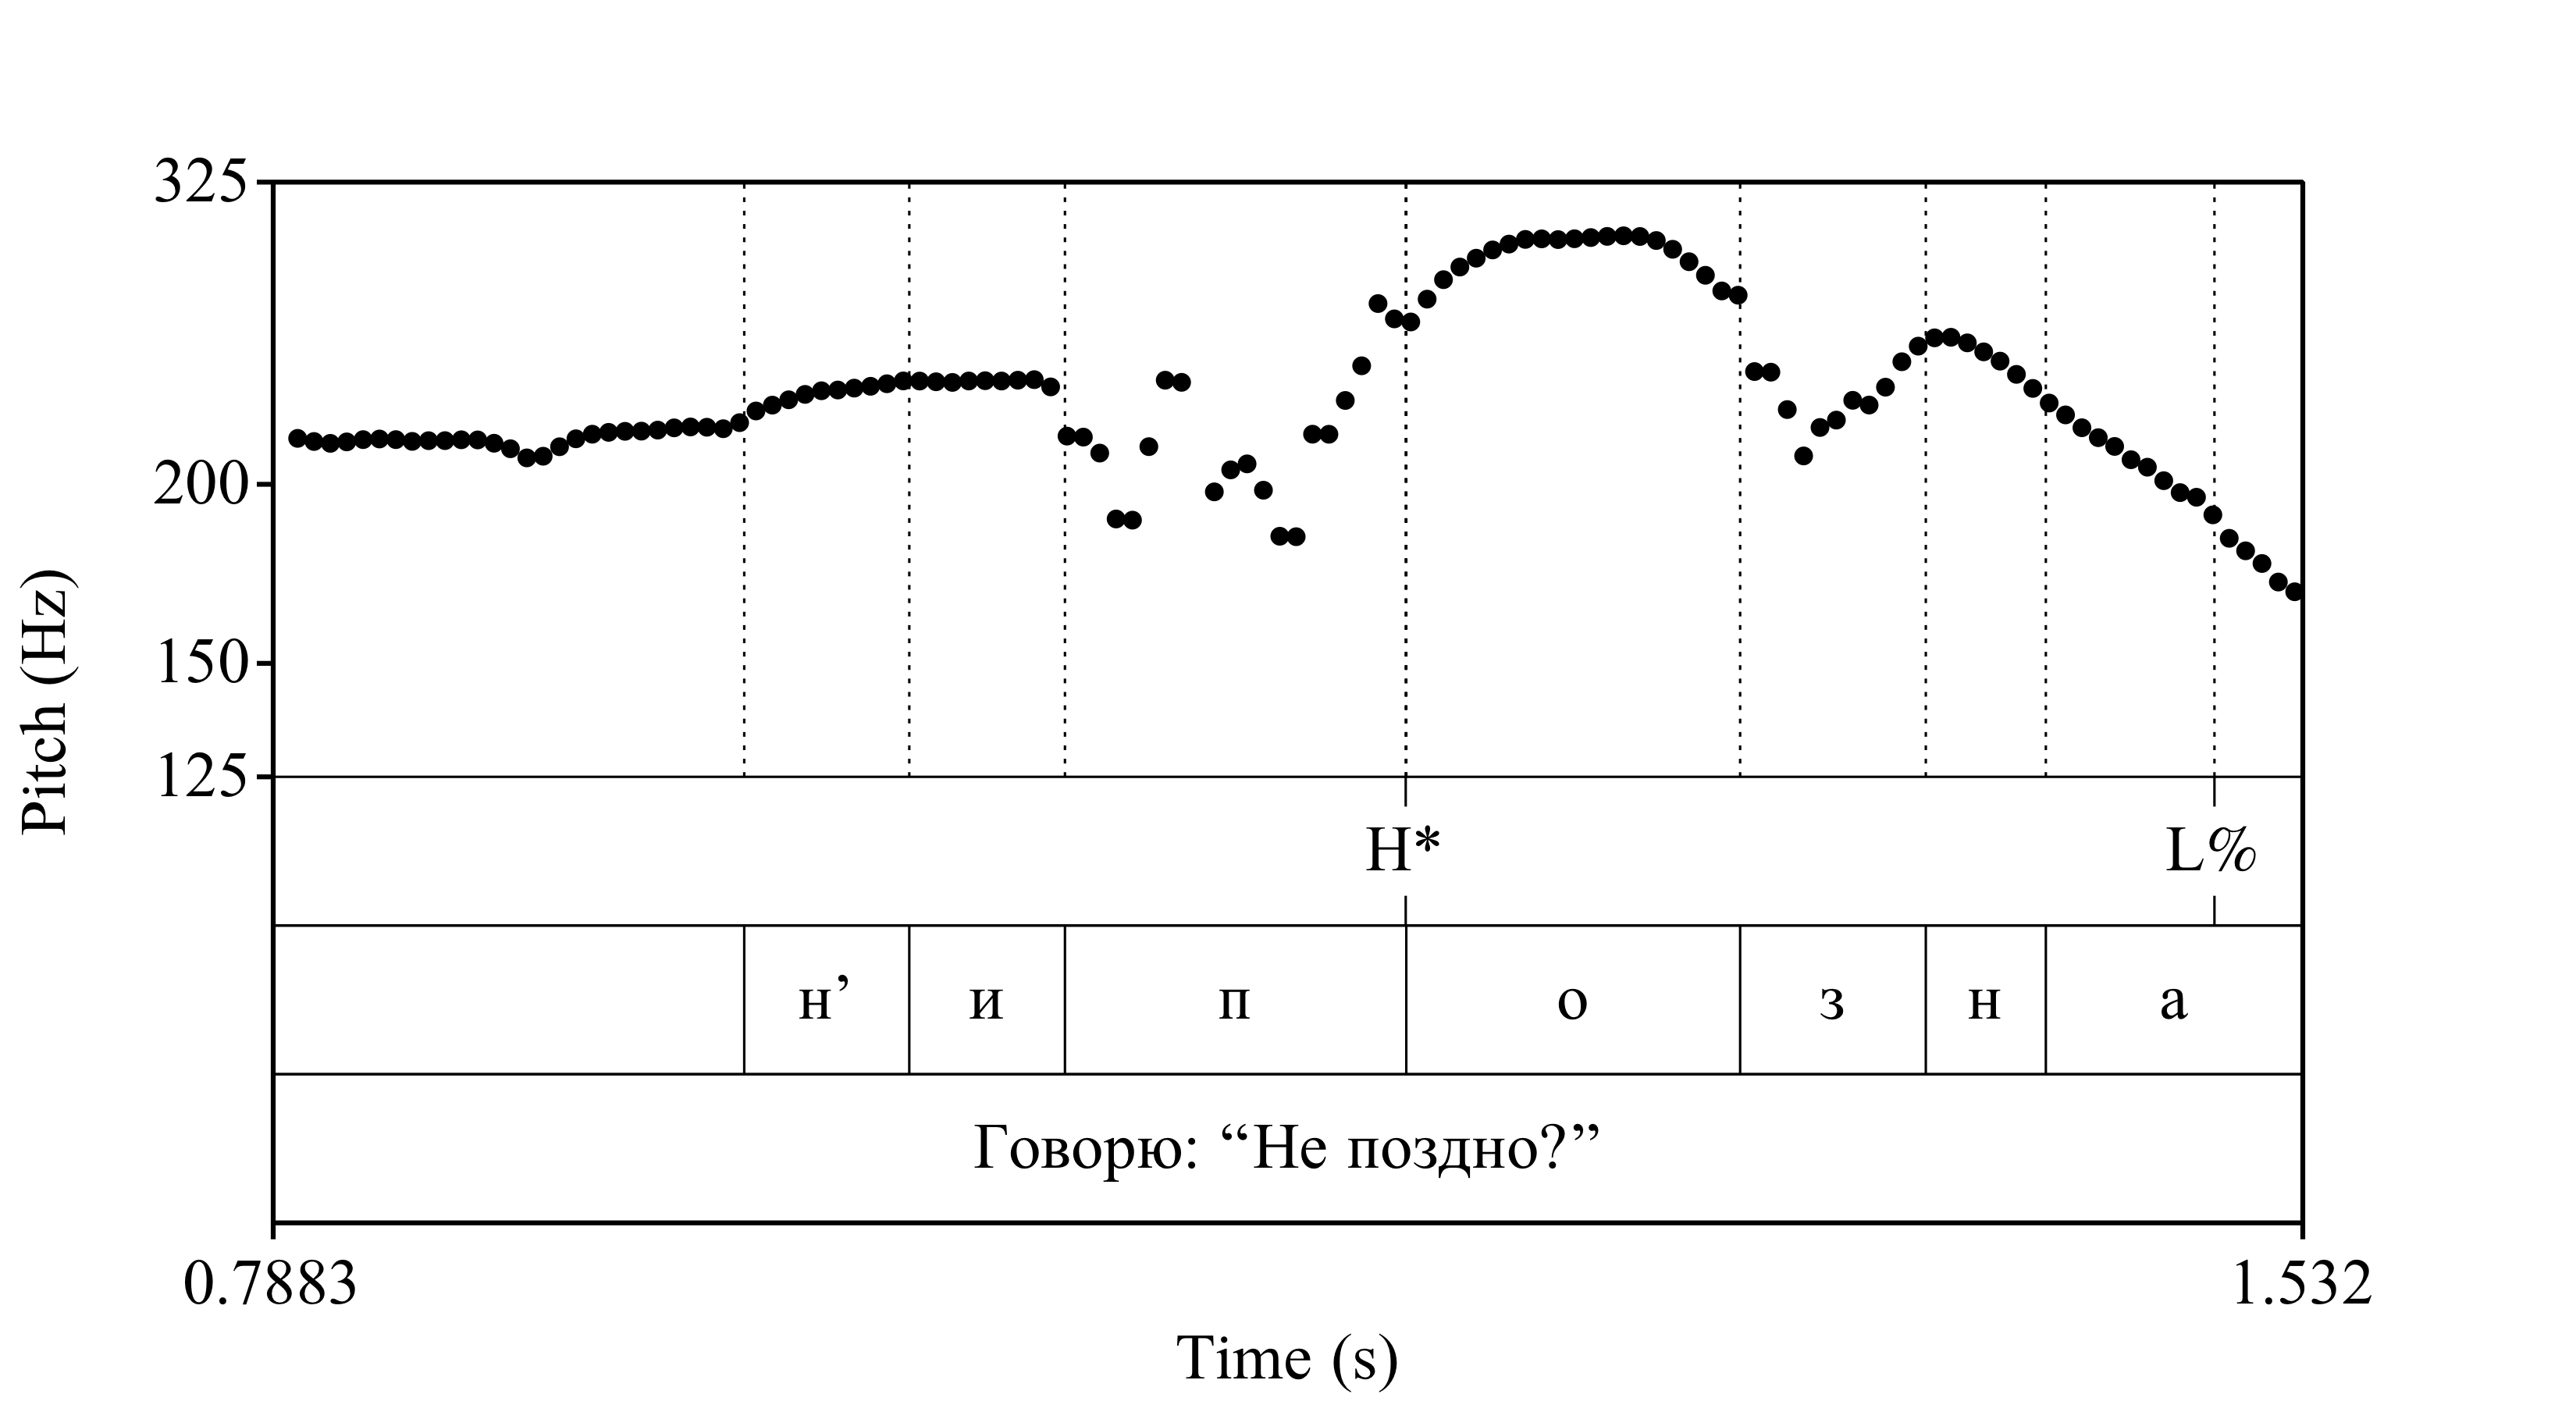 325
200
150
125
Pitch (Hz)
H* L%
н’ и п о з н а
Говорю: “Не поздно?”
0.7883 1.532
Time (s)